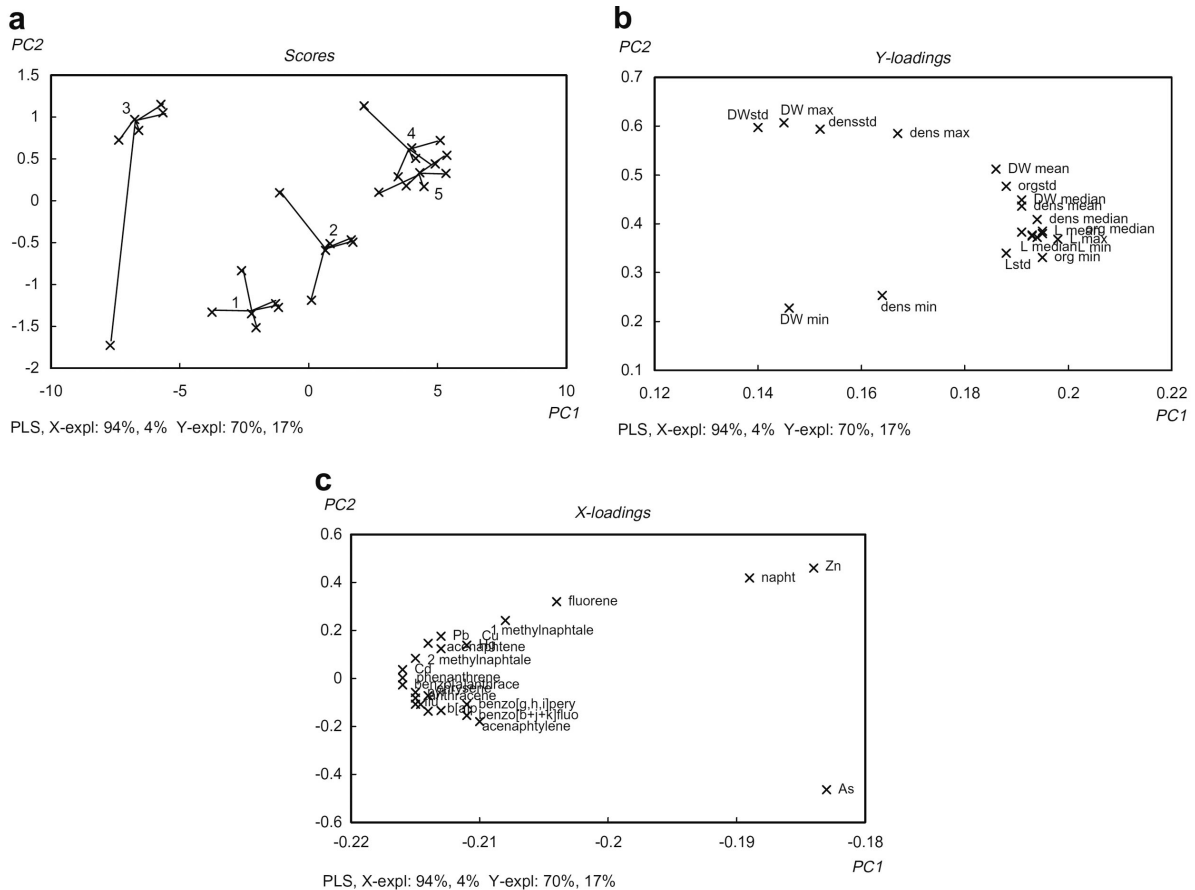 a
PC2
Scores
1.5
1
0.5
0
-0.5
-1
-1.5
-2
3
4
5
2
1
-10
-5
0
5
10
PC1
PLS, X-expl: 94%, 4% Y-expl: 70%, 17%
b
PC2
Y-loadings
0.7
0.6
0.5
0.4
0.3
0.2
0.1
DWstd
DW max
densstd
dens max
DW mean
orgstd
DW median
dens mean
dens median
L mean
org median
L max
L median
L min
Lstd
org min
dens min
DW min
0.12
0.14
0.16
0.18
0.2
0.22
PC1
PLS, X-expl: 94%, 4% Y-expl: 70%, 17%
c
PC2
X-loadings
0.6
0.4
0.2
0
-0.2
-0.4
-0.6
Zn
napht
fluorene
1 methylnaphtale
Pb
Cu
Hg
acenaphtene
2 methylnaphtale
Cd
phenanthrene
benzo[a]anthrace
anthracene
benzo[g,h,i]pery
benzo[b+j+k]fluo
acenaphtylene
As
-0.22
-0.21
-0.2
-0.19
-0.18
PC1
PLS, X-expl: 94%, 4% Y-expl: 70%, 17%